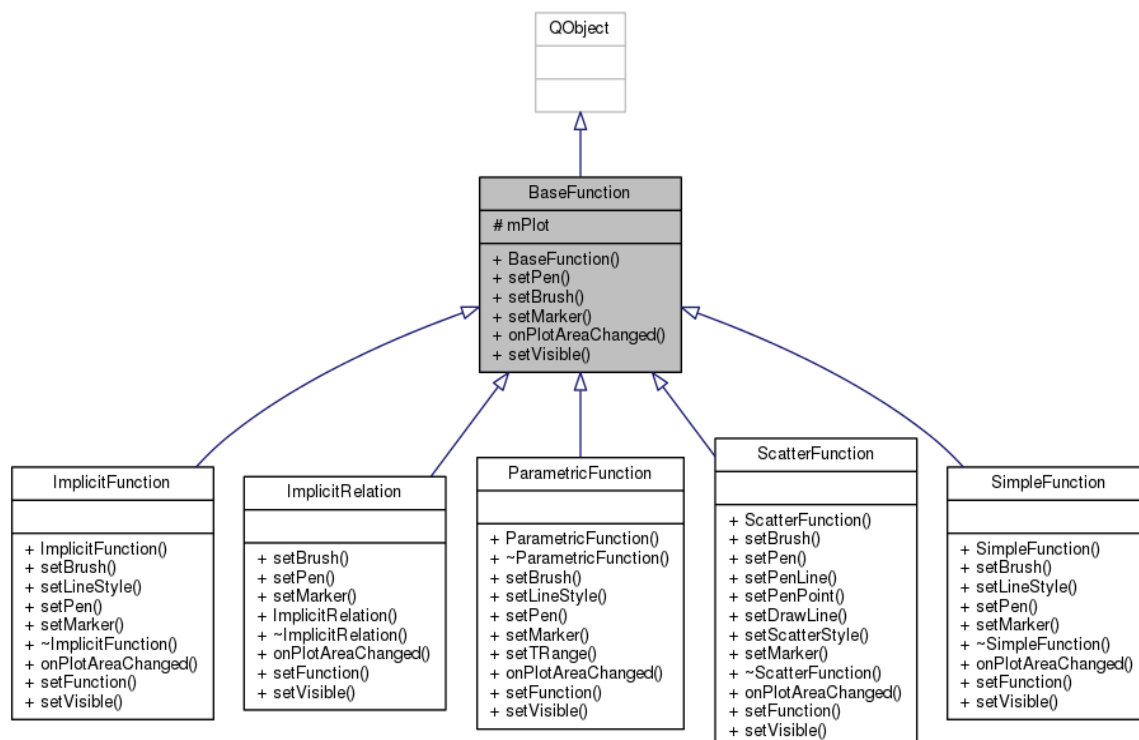 QObject
BaseFunction
# mPlot
+ BaseFunction()
+ setPen()
+ setBrush()
+ setMarker()
+ onPlotAreaChanged()
+ setVisible()
ImplicitFunction
+ ImplicitFunction()
+ setBrush()
+ setLineStyle()
+ setPen()
+ setMarker()
+ ~ImplicitFunction()
+ onPlotAreaChanged()
+ setFunction()
+ setVisible()
ImplicitRelation
+ setBrush()
+ setPen()
+ setMarker()
+ ImplicitRelation()
+ ~ImplicitRelation()
+ onPlotAreaChanged()
+ setFunction()
+ setVisible()
ParametricFunction
+ ParametricFunction()
+ ~ParametricFunction()
+ setBrush()
+ setLineStyle()
+ setPen()
+ setMarker()
+ setTRange()
+ onPlotAreaChanged()
+ setFunction()
+ setVisible()
ScatterFunction
+ ScatterFunction()
+ setBrush()
+ setPen()
+ setPenLine()
+ setPenPoint()
+ setDrawLine()
+ setScatterStyle()
+ setMarker()
+ ~ScatterFunction()
+ onPlotAreaChanged()
+ setFunction()
+ setVisible()
SimpleFunction
+ SimpleFunction()
+ setBrush()
+ setLineStyle()
+ setPen()
+ setMarker()
+ ~SimpleFunction()
+ onPlotAreaChanged()
+ setFunction()
+ setVisible()